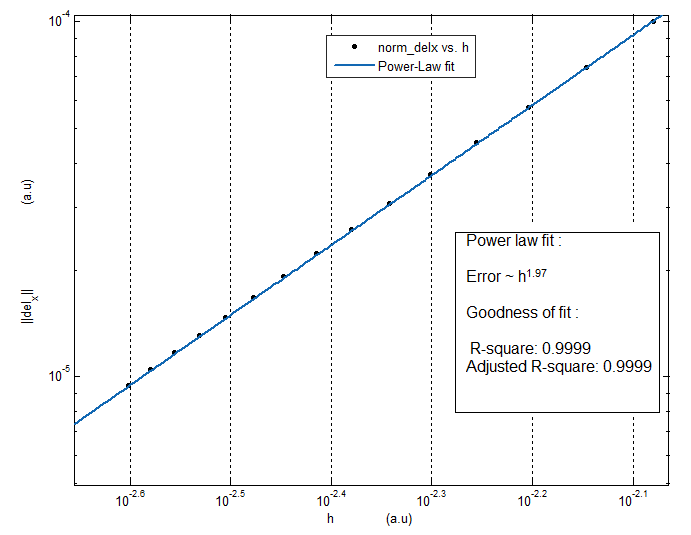 10^-4
norm_delx vs. h
Power-Law fit
(a.u)
||del_x||
10^-5
Power law fit :
Error ~ h^1.97
Goodness of fit :
R-square: 0.9999
Adjusted R-square: 0.9999
10^-2.6 10^-2.5 10^-2.4 10^-2.3 10^-2.2 10^-2.1
h (a.u)